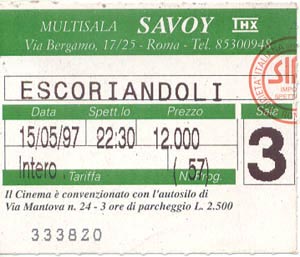 MULTISALA SAVOY THX
Via Bergamo, 17/25 - Roma - Tel. 85300948
ESCORIANDOLI
Data Spett.lo Prezzo Sala
15/05/97 22:30 12.000 3
Intero ( 57)
Tariffa N. Prog.
Il Cinema è convenzionato con l'autosilo di
Via Mantova n. 24 - 3 ore di parcheggio L. 2.500
333820